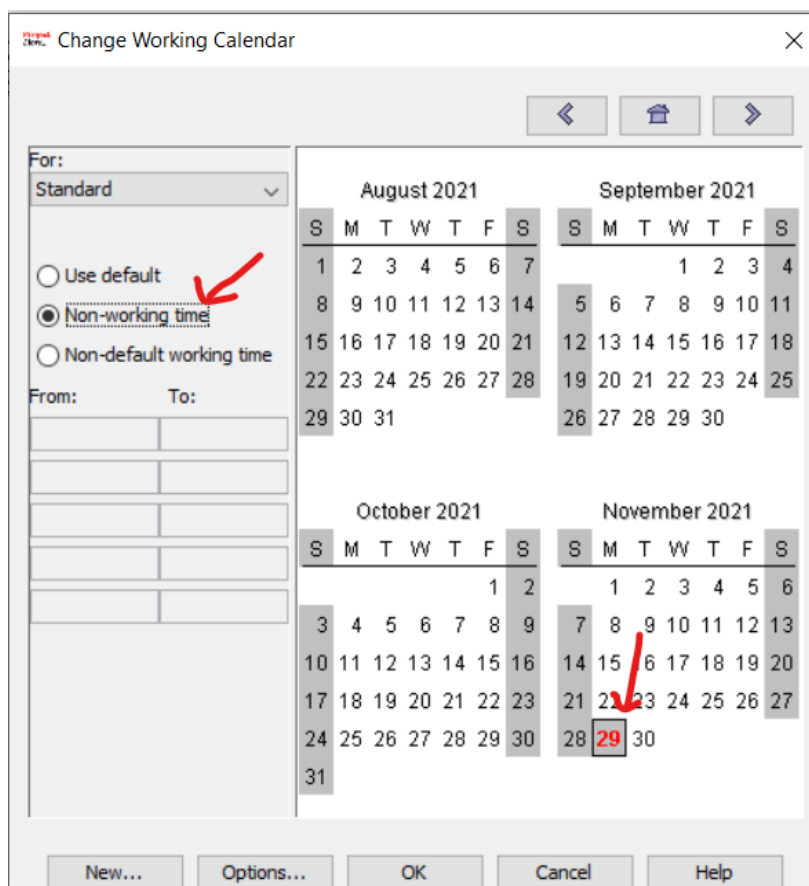 Change Working Calendar
For:
Standard
Use default
Non-working time
Non-default working time
From: To:
August 2021
S M T W T F S
1 2 3 4 5 6 7
8 9 10 11 12 13 14
15 16 17 18 19 20 21
22 23 24 25 26 27 28
29 30 31
September 2021
S M T W T F S
1 2 3 4
5 6 7 8 9 10 11
12 13 14 15 16 17 18
19 20 21 22 23 24 25
26 27 28 29 30
October 2021
S M T W T F S
1 2
3 4 5 6 7 8 9
10 11 12 13 14 15 16
17 18 19 20 21 22 23
24 25 26 27 28 29 30
31
November 2021
S M T W T F S
1 2 3 4 5 6
7 8 9 10 11 12 13
14 15 16 17 18 19 20
21 22 23 24 25 26 27
28 29 30
New... Options... OK Cancel Help